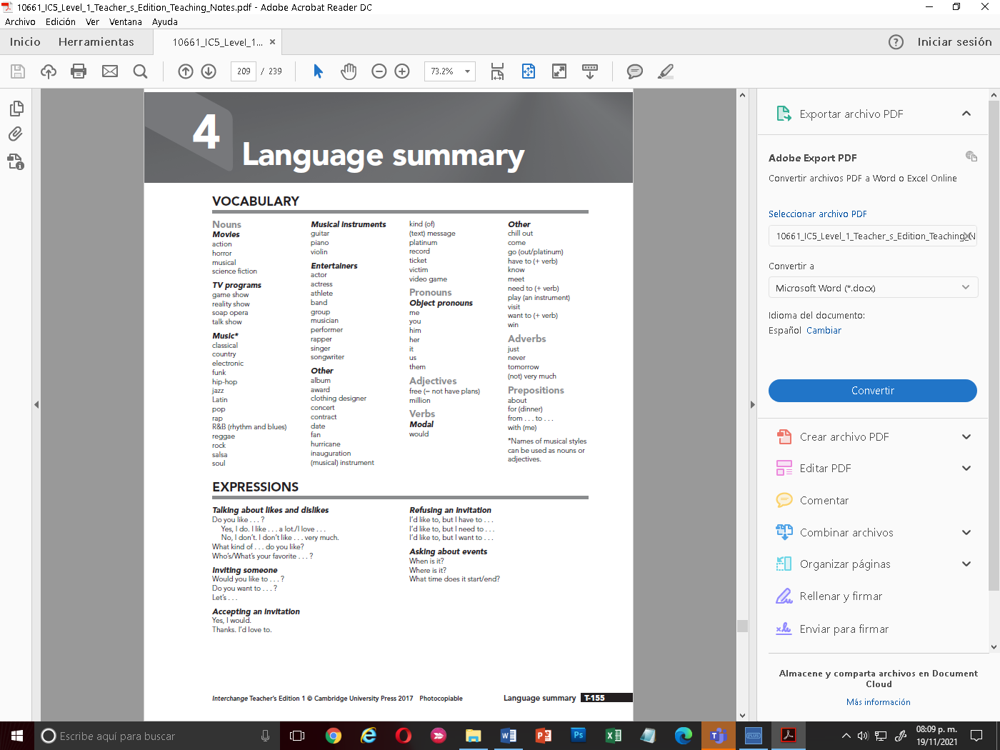 10661_IC5_Level_1_Teacher_s_Edition_Teaching_Notes.pdf - Adobe Acrobat Reader DC
Archivo Edición Ver Ventana Ayuda
Inicio Herramientas 10661_IC5_Level_1... Iniciar sesión
209 / 239 73.2%
4 Language summary
VOCABULARY
Nouns
Movies
action
horror
musical
science fiction
TV programs
game show
reality show
soap opera
talk show
Music*
classical
country
electronic
funk
hip-hop
jazz
Latin
pop
rap
R&B (rhythm and blues)
reggae
rock
salsa
soul
Musical instruments
guitar
piano
violin
Entertainers
actor
actress
athlete
band
group
musician
performer
rapper
singer
songwriter
Other
album
award
clothing designer
concert
contract
date
fan
hurricane
inauguration
(musical) instrument
kind (of)
(text) message
platinum
record
ticket
victim
video game
Pronouns
Object pronouns
me
you
him
her
it
us
them
Adjectives
free (= not have plans)
million
Verbs
Modal
would
Other
chill out
come
go (out/platinum)
have to (+ verb)
know
meet
need to (+ verb)
play (an instrument)
visit
want to (+ verb)
win
Adverbs
just
never
tomorrow
(not) very much
Prepositions
about
for (dinner)
from . . . to . . .
with (me)
*Names of musical styles
can be used as nouns or
adjectives.
EXPRESSIONS
Talking about likes and dislikes
Do you like . . . ?
Yes, I do. I like . . . a lot./I love . . .
No, I don't. I don't like . . . very much.
What kind of . . . do you like?
Who's/What's your favorite . . . ?
Inviting someone
Would you like to . . . ?
Do you want to . . . ?
Let's . . .
Accepting an invitation
Yes, I would.
Thanks. I'd love to.
Refusing an invitation
I'd like to, but I have to . . .
I'd like to, but I need to . . .
I'd like to, but I want to . . .
Asking about events
When is it?
Where is it?
What time does it start/end?
Interchange Teacher's Edition 1 © Cambridge University Press 2017 Photocopiable Language summary T-155
Exportar archivo PDF
Adobe Export PDF
Convertir archivos PDF a Word o Excel Online
Seleccionar archivo PDF
10661_IC5_Level_1_Teacher_s_Edition_Teaching_N
Convertir a
Microsoft Word (*.docx)
Idioma del documento:
Español Cambiar
Convertir
Crear archivo PDF
Editar PDF
Comentar
Combinar archivos
Organizar páginas
Rellenar y firmar
Enviar para firmar
Almacene y comparta archivos en Document
Cloud
Más información
Escribe aquí para buscar
08:09 p. m.
19/11/2021